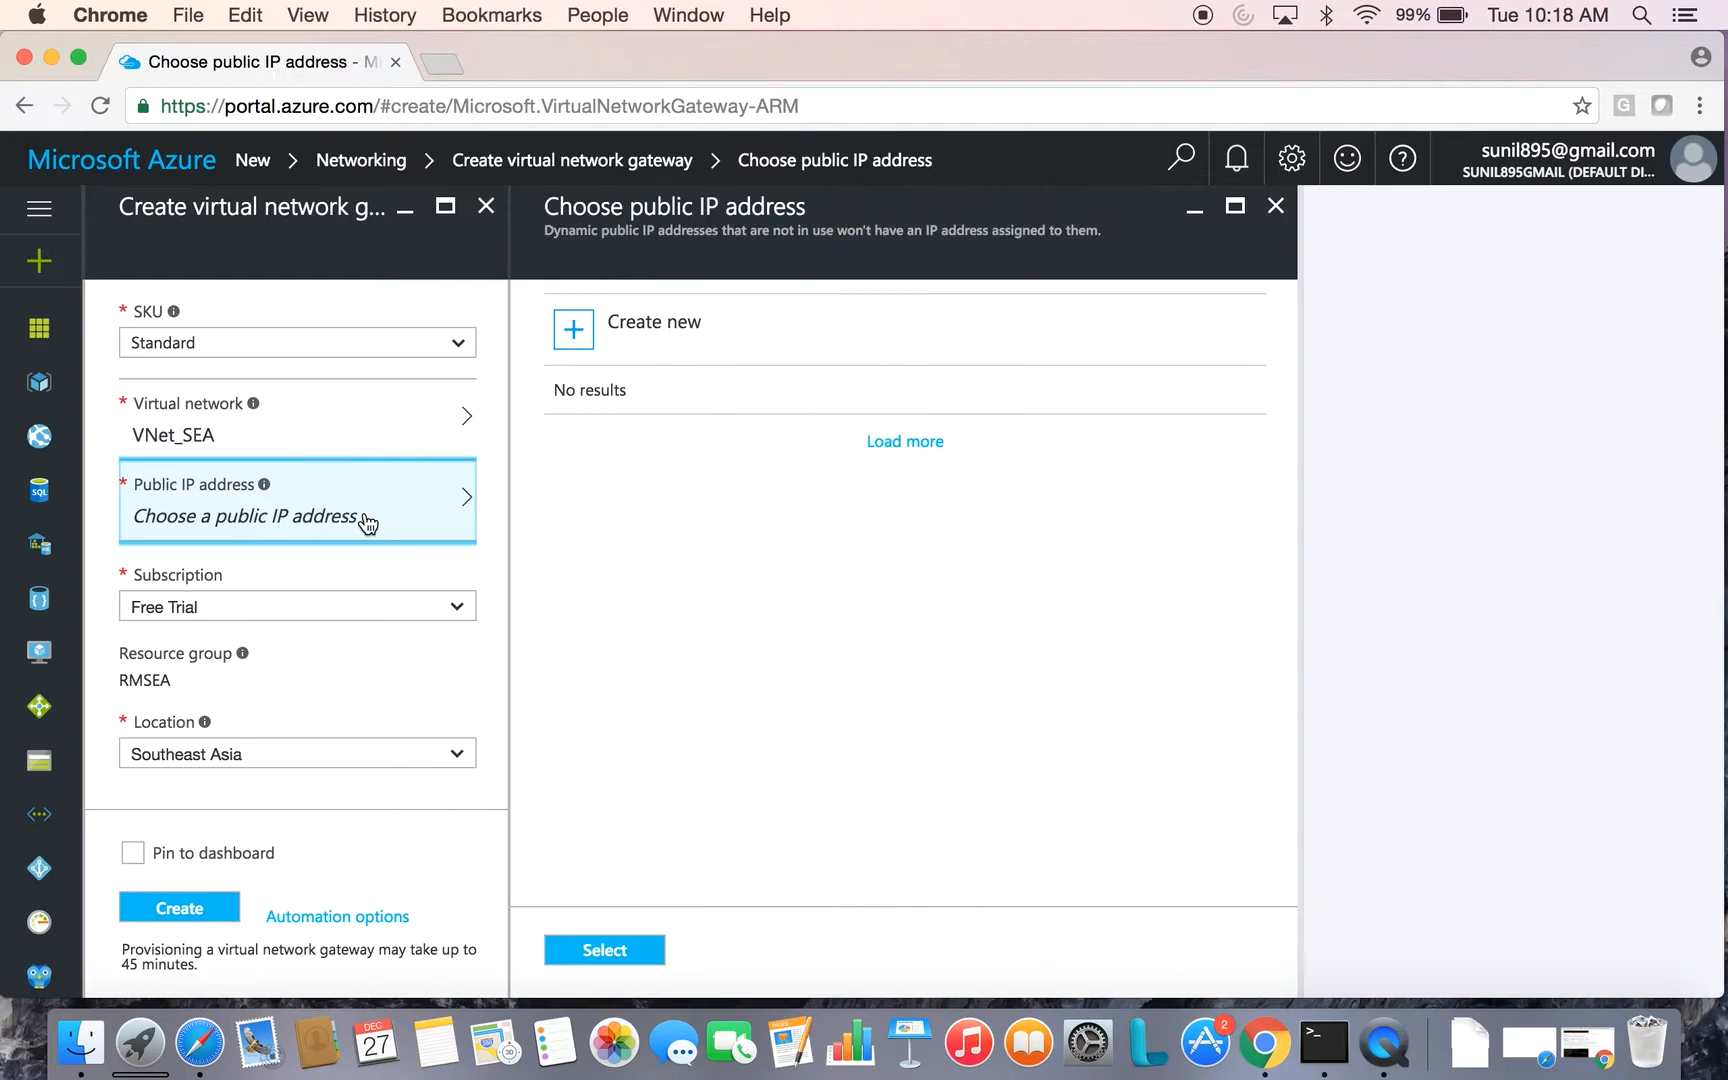 Chrome File Edit View History Bookmarks People Window Help 99% Tue 10:18 AM
Choose public IP address - Mi
https://portal.azure.com/#create/Microsoft.VirtualNetworkGateway-ARM G
Microsoft Azure New > Networking > Create virtual network gateway > Choose public IP address sunil895@gmail.com
SUNIL895GMAIL (DEFAULT DI...
Create virtual network g...
Choose public IP address
Dynamic public IP addresses that are not in use won't have an IP address assigned to them.
* SKU
Standard
* Virtual network
VNet_SEA
* Public IP address
Choose a public IP address
* Subscription
Free Trial
Resource group
RMSEA
* Location
Southeast Asia
Pin to dashboard
Create Automation options
Provisioning a virtual network gateway may take up to
45 minutes.
Create new
No results
Load more
Select
SQL
DEC
27
3D
PAGES
2
>_